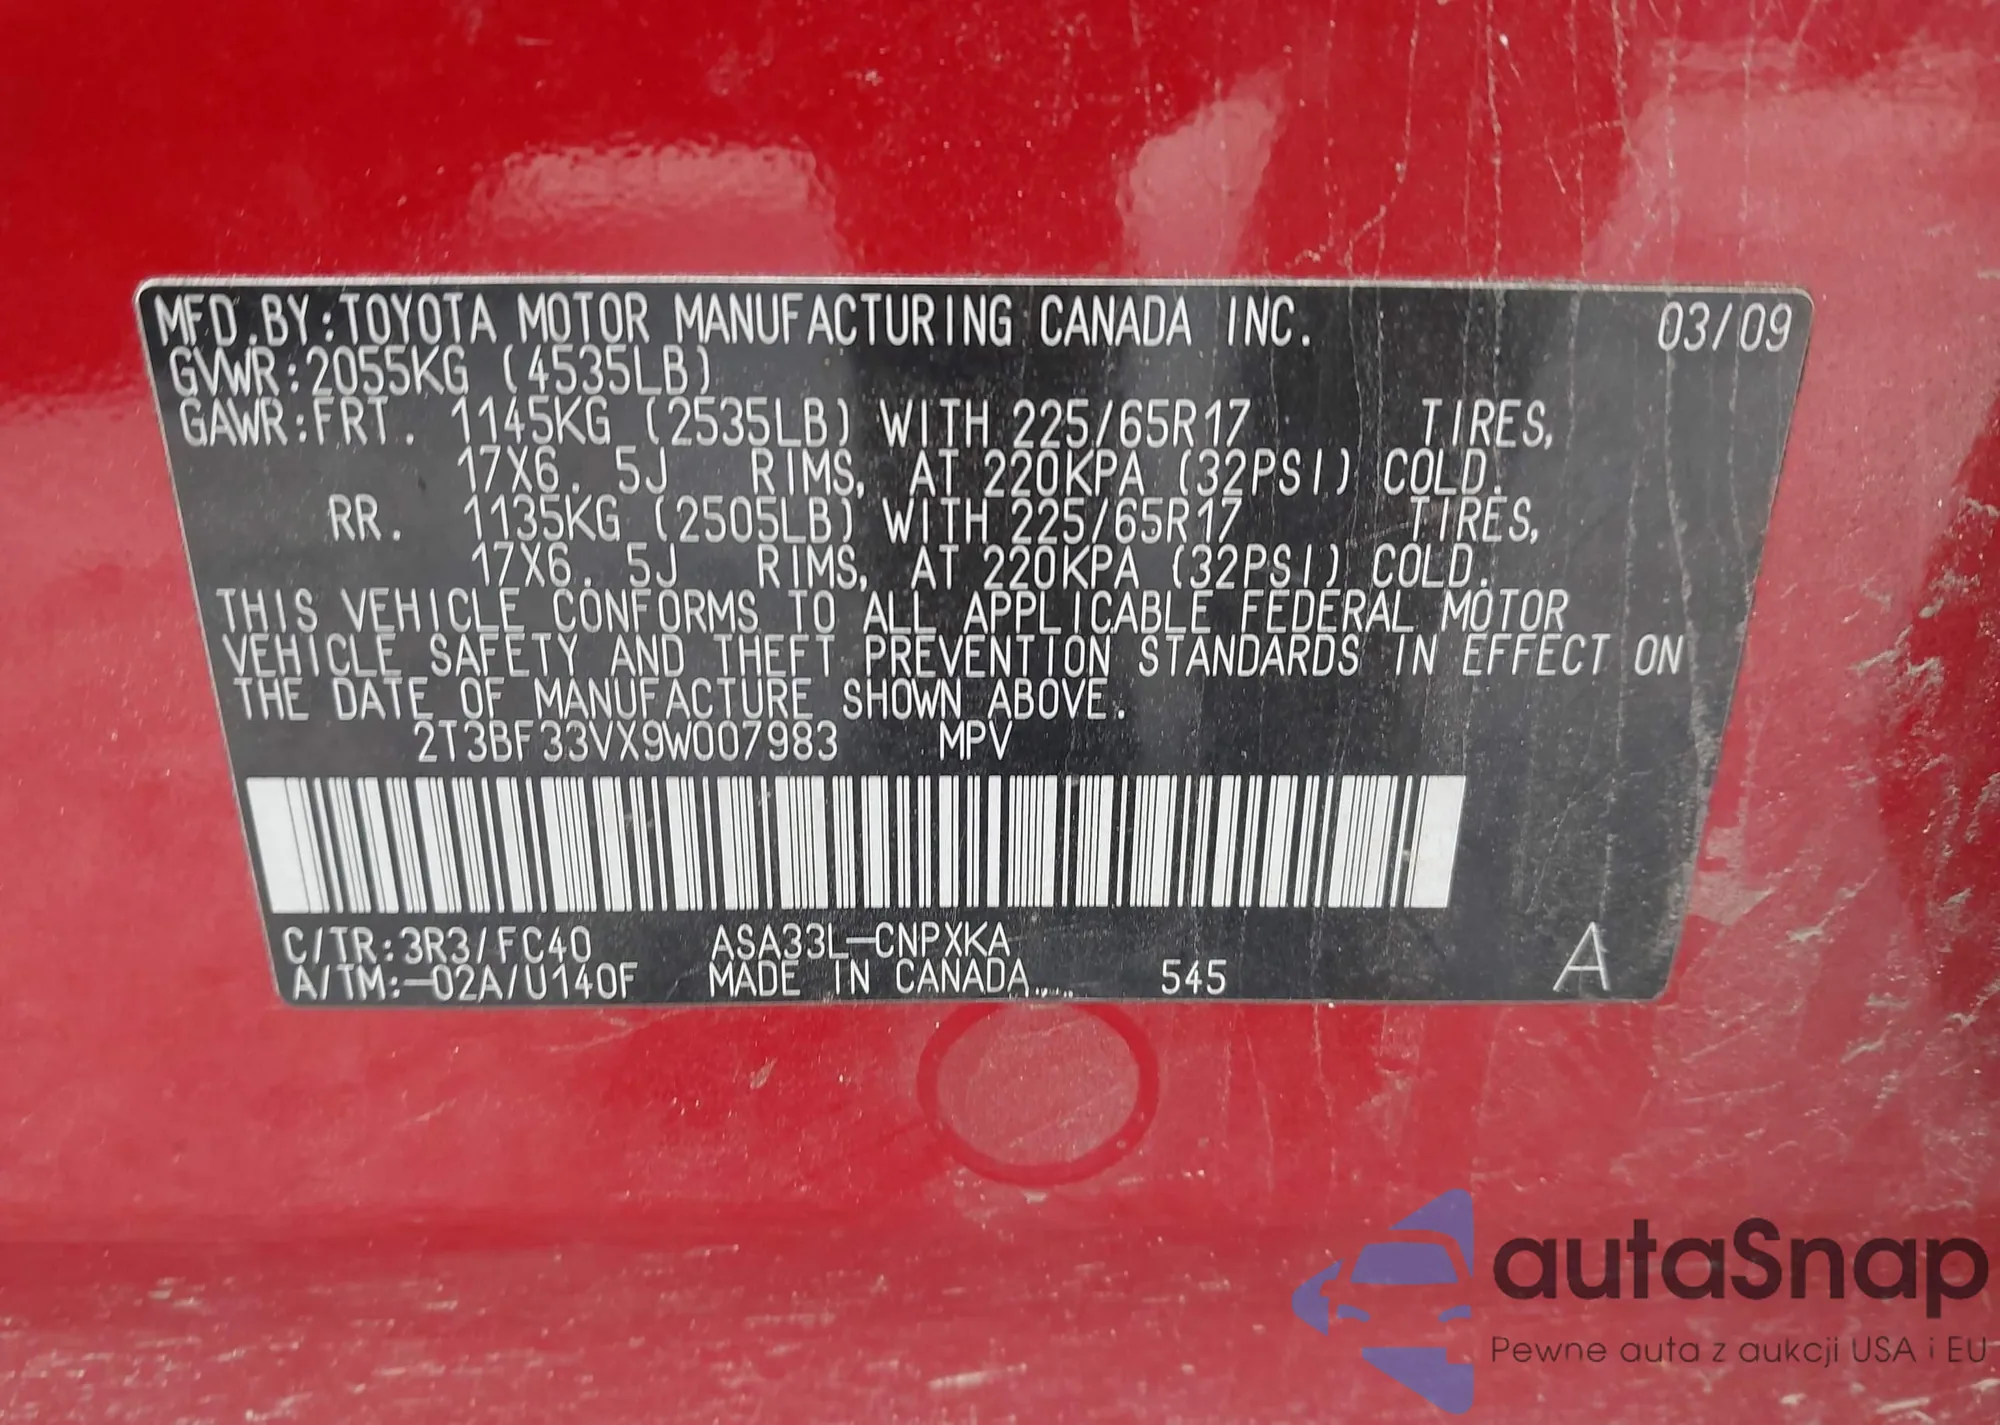 MFD.BY:TOYOTA MOTOR MANUFACTURING CANADA INC. 03/09
GVWR:2055KG (4535LB)
GAWR:FRT. 1145KG (2535LB) WITH 225/65R17 TIRES,
17X6.5J RIMS, AT 220KPA (32PSI) COLD.
RR. 1135KG (2505LB) WITH 225/65R17 TIRES,
17X6.5J RIMS, AT 220KPA (32PSI) COLD.
THIS VEHICLE CONFORMS TO ALL APPLICABLE FEDERAL MOTOR
VEHICLE SAFETY AND THEFT PREVENTION STANDARDS IN EFFECT ON
THE DATE OF MANUFACTURE SHOWN ABOVE.
2T3BF33VX9W007983 MPV
C/TR:3R3/FC40 ASA33L-CNPXKA A
A/TM:-02A/U140F MADE IN CANADA 545
autaSnap
Pewne auta z aukcji USA i EU